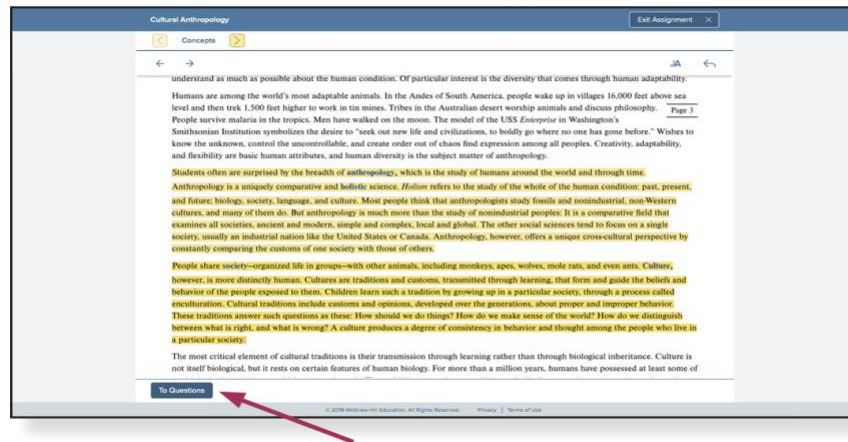 Cultural Anthropology
Exit Assignment ×
Concepts
understand as much as possible about the human condition. Of particular interest is the diversity that comes through human adaptability.
Humans are among the world's most adaptable animals. In the Andes of South America, people wake up in villages 16,000 feet above sea
level and then trek 1,500 feet higher to work in tin mines. Tribes in the Australian desert worship animals and discuss philosophy.
Page 3
People survive malaria in the tropics. Men have walked on the moon. The model of the USS Enterprise in Washington's
Smithsonian Institution symbolizes the desire to "seek out new life and civilizations, to boldly go where no one has gone before." Wishes to
know the unknown, control the uncontrollable, and create order out of chaos find expression among all peoples. Creativity, adaptability,
and flexibility are basic human attributes, and human diversity is the subject matter of anthropology.
Students often are surprised by the breadth of anthropology, which is the study of humans around the world and through time.
Anthropology is a uniquely comparative and holistic science. Holism refers to the study of the whole of the human condition: past, present,
and future; biology, society, language, and culture. Most people think that anthropologists study fossils and nonindustrial, non-Western
cultures, and many of them do. But anthropology is much more than the study of nonindustrial peoples: It is a comparative field that
examines all societies, ancient and modern, simple and complex, local and global. The other social sciences tend to focus on a single
society, usually an industrial nation like the United States or Canada. Anthropology, however, offers a unique cross-cultural perspective by
constantly comparing the customs of one society with those of others.
People share society—organized life in groups—with other animals, including monkeys, apes, wolves, mole rats, and even ants. Culture,
however, is more distinctly human. Cultures are traditions and customs, transmitted through learning, that form and guide the beliefs and
behavior of the people exposed to them. Children learn such a tradition by growing up in a particular society, through a process called
enculturation. Cultural traditions include customs and opinions, developed over the generations, about proper and improper behavior.
These traditions answer such questions as these: How should we do things? How do we make sense of the world? How do we distinguish
between what is right, and what is wrong? A culture produces a degree of consistency in behavior and thought among the people who live in
a particular society.
The most critical element of cultural traditions is their transmission through learning rather than through biological inheritance. Culture is
not itself biological, but it rests on certain features of human biology. For more than a million years, humans have possessed at least some of
To Questions
© 2019 McGraw-Hill Education. All Rights Reserved. Privacy | Terms of Use